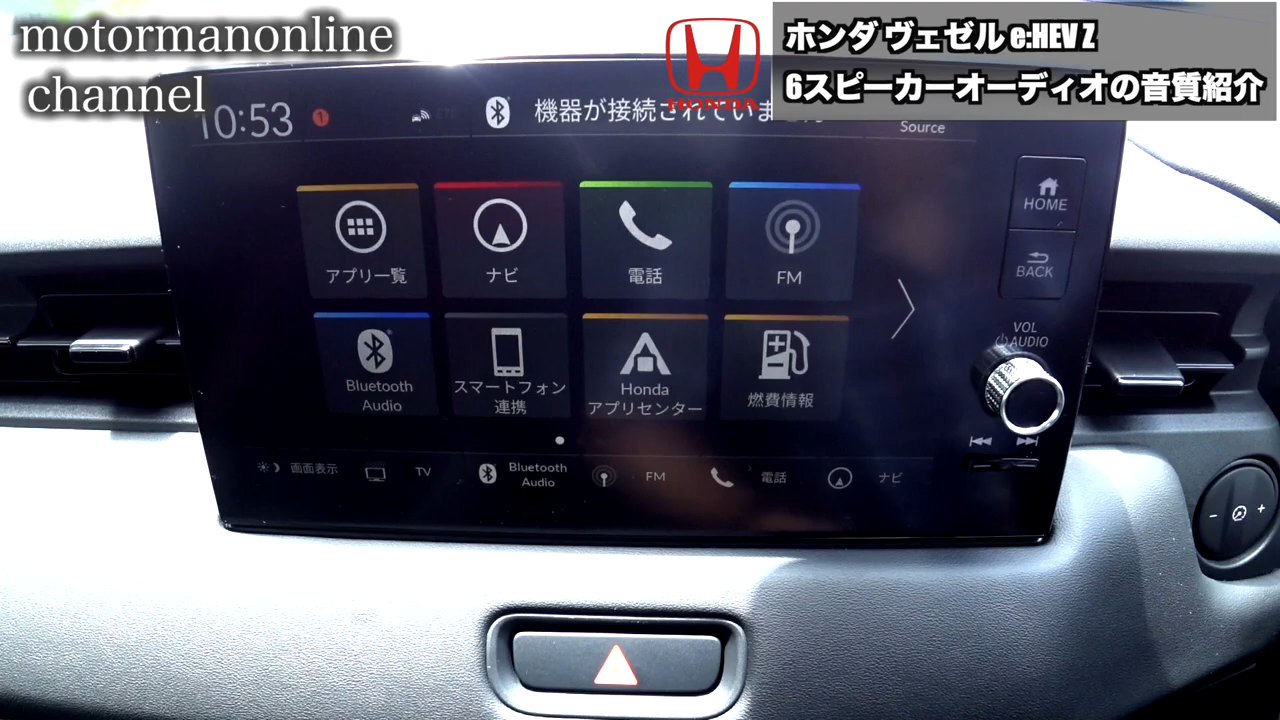 motormanonline
channel
HONDA
ホンダ ヴェゼル e:HEV Z
6スピーカーオーディオの音質紹介
10:53
1
機器が接続されていません
Source
HOME
BACK
VOL
AUDIO
アプリ一覧
ナビ
電話
FM
Bluetooth
Audio
スマートフォン
連携
Honda
アプリセンター
燃費情報
画面表示
TV
Bluetooth
Audio
FM
電話
ナビ
- +